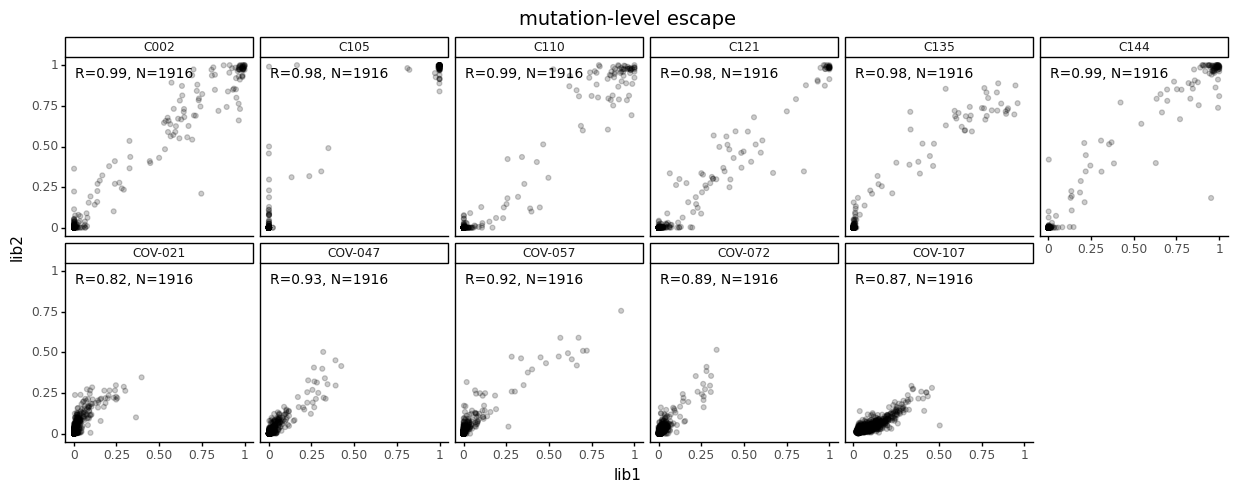 mutation-level escape
C002
C105
C110
C121
C135
C144
R=0.99, N=1916
R=0.98, N=1916
R=0.99, N=1916
R=0.98, N=1916
R=0.98, N=1916
R=0.99, N=1916
1
0.75
0.50
0.25
0
0 0.25 0.50 0.75 1
lib2
COV-021
COV-047
COV-057
COV-072
COV-107
R=0.82, N=1916
R=0.93, N=1916
R=0.92, N=1916
R=0.89, N=1916
R=0.87, N=1916
1
0.75
0.50
0.25
0
0 0.25 0.50 0.75 1
0 0.25 0.50 0.75 1
0 0.25 0.50 0.75 1
0 0.25 0.50 0.75 1
0 0.25 0.50 0.75 1
lib1